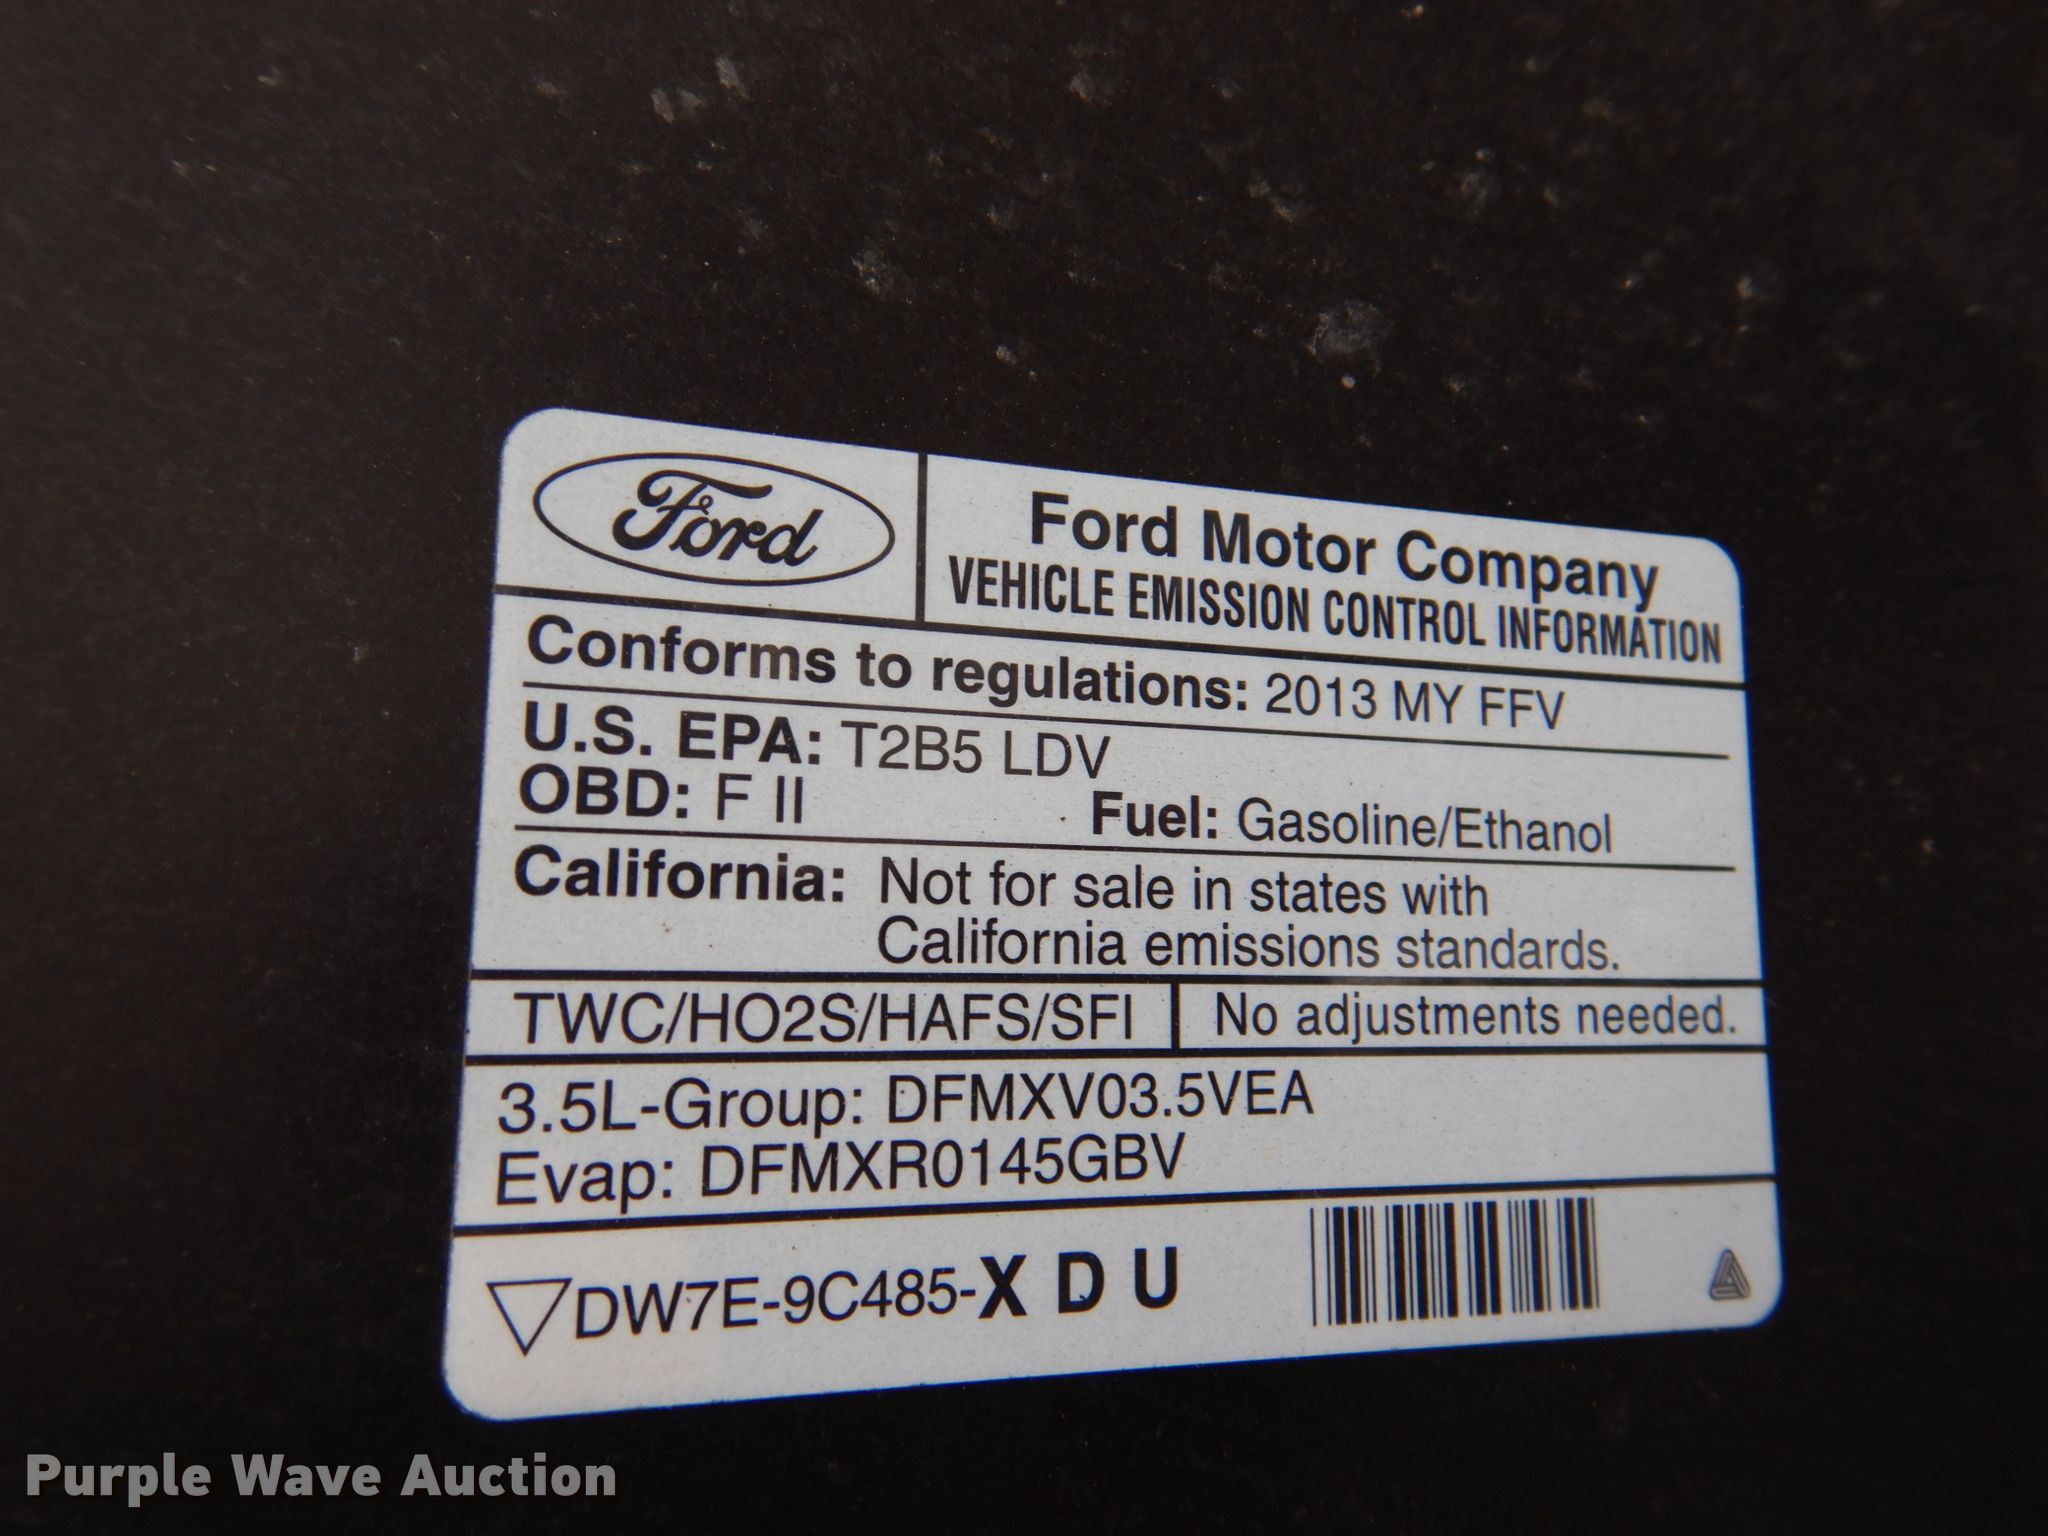 Ford
Ford Motor Company
VEHICLE EMISSION CONTROL INFORMATION
Conforms to regulations: 2013 MY FFV
U.S. EPA: T2B5 LDV
OBD: F II Fuel: Gasoline/Ethanol
California: Not for sale in states with
California emissions standards.
TWC/HO2S/HAFS/SFI No adjustments needed.
3.5L-Group: DFMXV03.5VEA
Evap: DFMXR0145GBV
DW7E-9C485-X D U
Purple Wave Auction